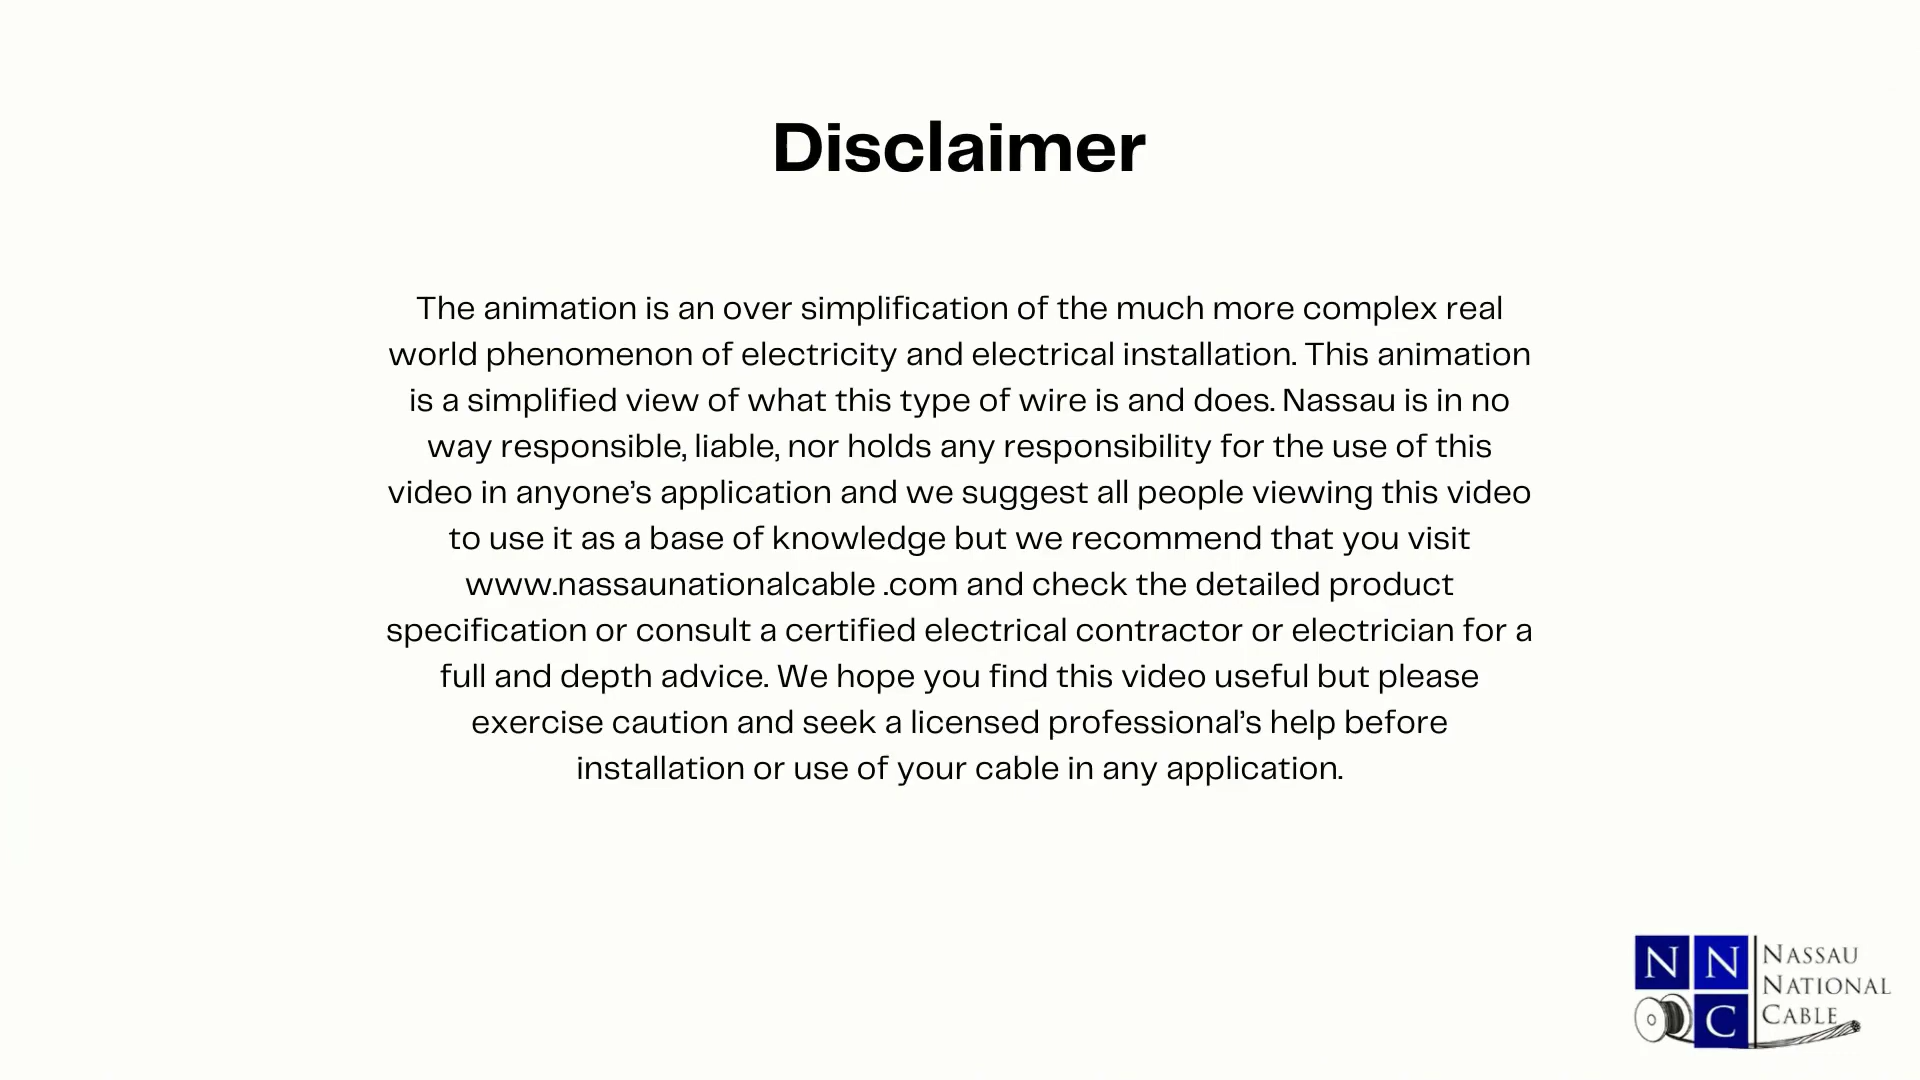 Disclaimer
The animation is an over simplification of the much more complex real
world phenomenon of electricity and electrical installation. This animation
is a simplified view of what this type of wire is and does. Nassau is in no
way responsible, liable, nor holds any responsibility for the use of this
video in anyone’s application and we suggest all people viewing this video
to use it as a base of knowledge but we recommend that you visit
www.nassaunationalcable .com and check the detailed product
specification or consult a certified electrical contractor or electrician for a
full and depth advice. We hope you find this video useful but please
exercise caution and seek a licensed professional’s help before
installation or use of your cable in any application.
N N
C
NASSAU
NATIONAL
CABLE